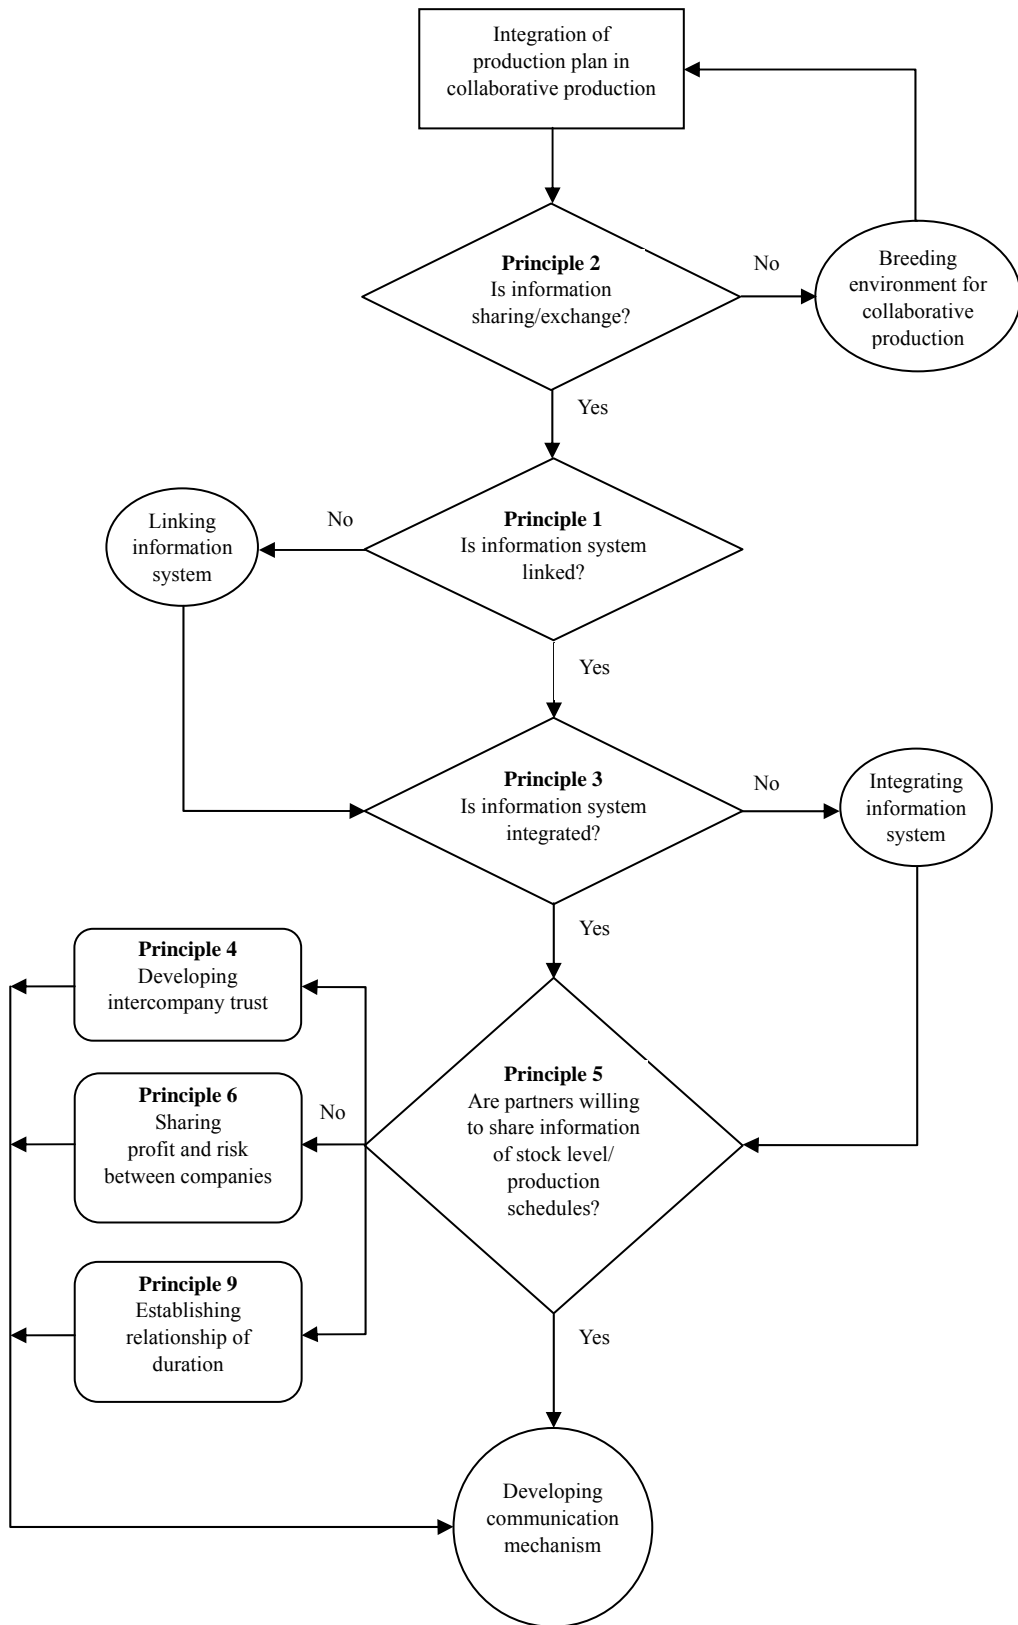 Integration of
production plan in
collaborative production
Principle 2
Is information
sharing/exchange?
No
Breeding
environment for
collaborative
production
Yes
Principle 1
Is information system
linked?
No
Linking
information
system
Yes
Principle 3
Is information system
integrated?
No
Integrating
information
system
Yes
Principle 4
Developing
intercompany trust
Principle 5
Are partners willing
to share information
of stock level/
production
schedules?
No
Principle 6
Sharing
profit and risk
between companies
Principle 9
Establishing
relationship of
duration
Yes
Developing
communication
mechanism